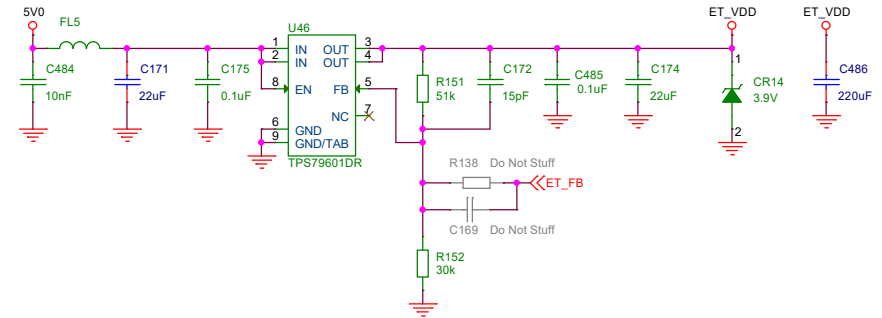 5V0
FL5
U46
ET_VDD
ET_VDD
1
IN
OUT
3
2
IN
OUT
4
1
C484
10nF
C171
22uF
C175
0.1uF
8
EN
FB
5
R151
51k
C172
15pF
C485
0.1uF
C174
22uF
CR14
3.9V
C486
220uF
NC
7
6
GND
9
GND/TAB
2
TPS79601DR
R138 Do Not Stuff
ET_FB
C169 Do Not Stuff
R152
30k